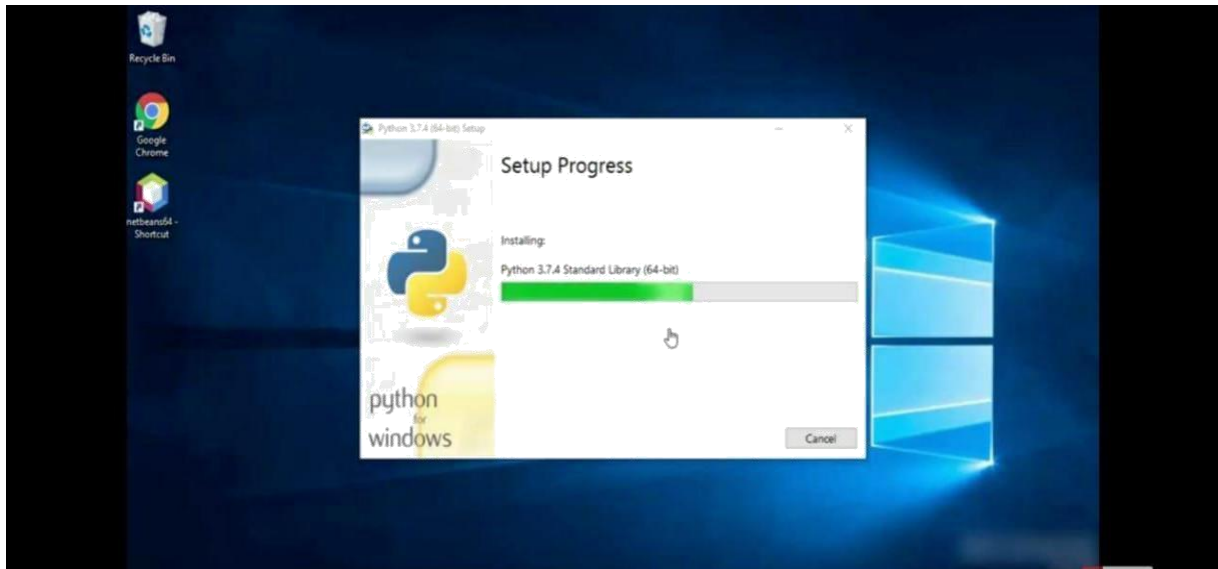 Recycle Bin
Google
Chrome
netbeans64 -
Shortcut
Python 3.7.4 (64-bit) Setup
Setup Progress
Installing:
Python 3.7.4 Standard Library (64-bit)
python
for
windows
Cancel